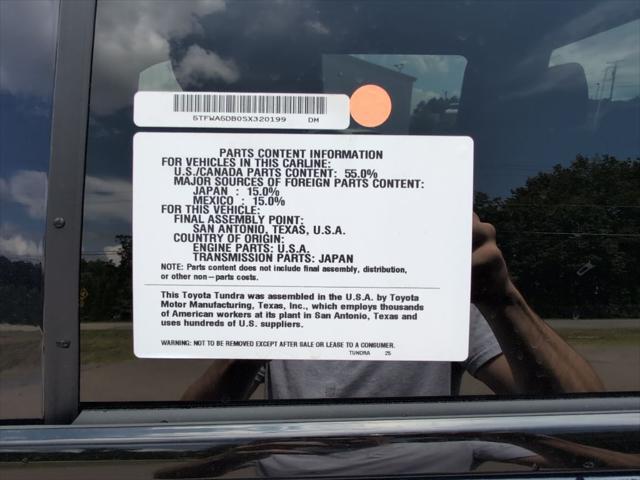 5TFWA5DB0SX320199 DM
PARTS CONTENT INFORMATION
FOR VEHICLES IN THIS CARLINE:
U.S./CANADA PARTS CONTENT: 55.0%
MAJOR SOURCES OF FOREIGN PARTS CONTENT:
JAPAN : 15.0%
MEXICO : 15.0%
FOR THIS VEHICLE:
FINAL ASSEMBLY POINT:
SAN ANTONIO, TEXAS, U.S.A.
COUNTRY OF ORIGIN:
ENGINE PARTS: U.S.A.
TRANSMISSION PARTS: JAPAN
NOTE: Parts content does not include final assembly, distribution,
or other non-parts costs.
This Toyota Tundra was assembled in the U.S.A. by Toyota
Motor Manufacturing, Texas, Inc., which employs thousands
of American workers at its plant in San Antonio, Texas and
uses hundreds of U.S. suppliers.
WARNING: NOT TO BE REMOVED EXCEPT AFTER SALE OR LEASE TO A CONSUMER.
TUNDRA 25